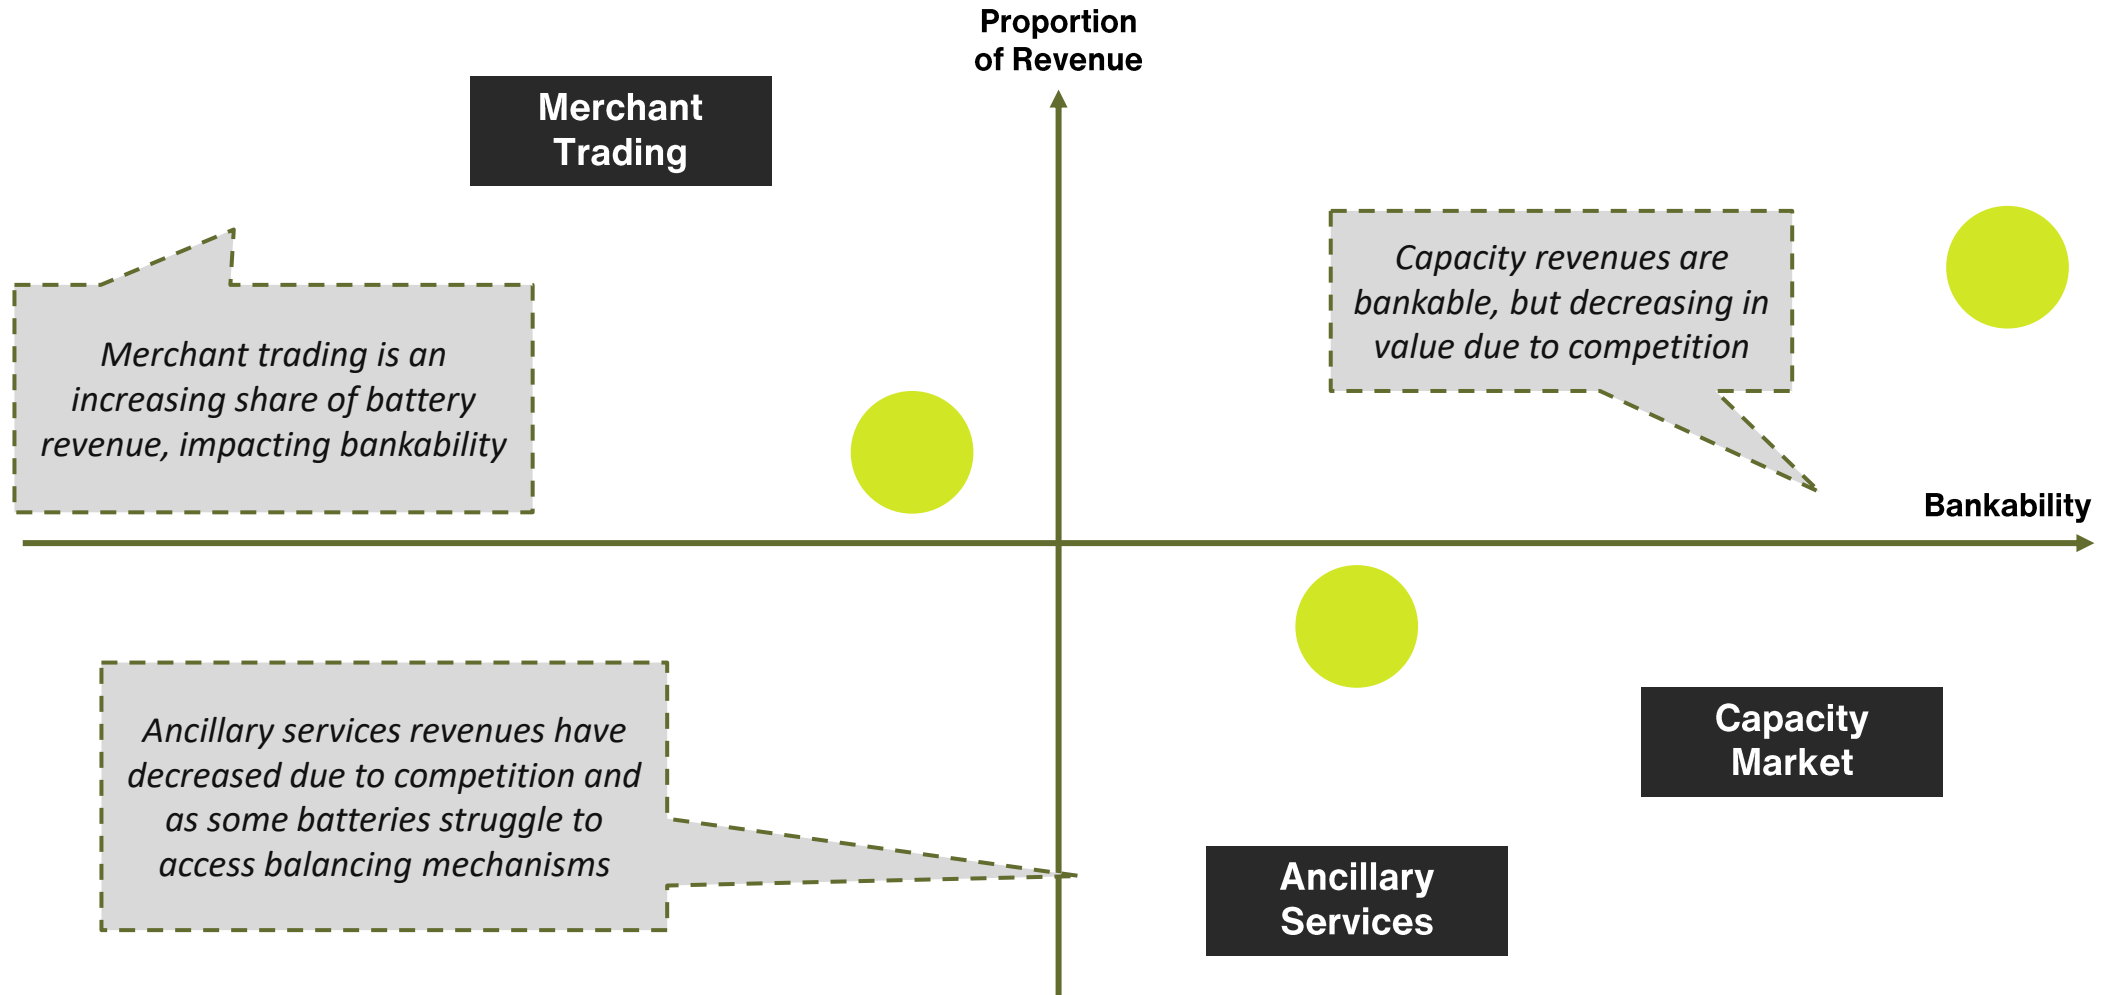 Proportion
of Revenue
Merchant
Trading
Merchant trading is an
increasing share of battery
revenue, impacting bankability
Capacity revenues are
bankable, but decreasing in
value due to competition
Bankability
Ancillary services revenues have
decreased due to competition and
as some batteries struggle to
access balancing mechanisms
Capacity
Market
Ancillary
Services